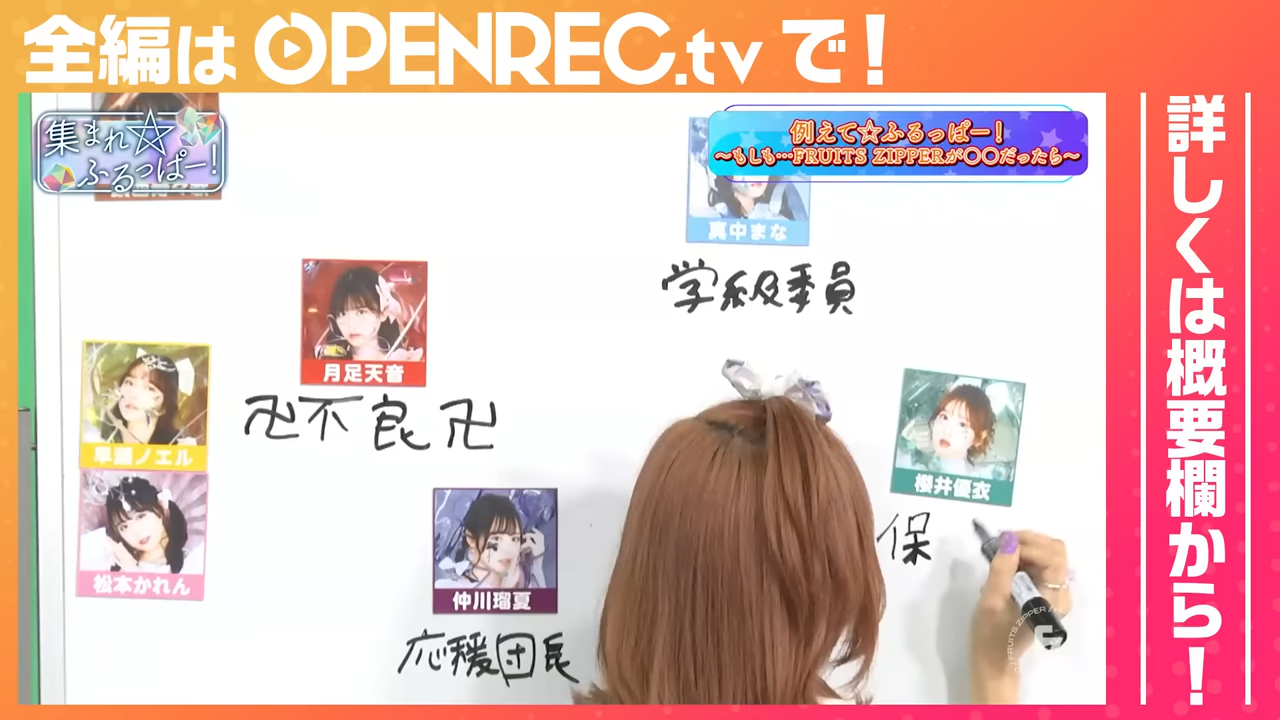 全編は OPENREC.tv で!
集まれ☆
ふるっぱー!
例えて☆ふるっぱー!
~もしも…FRUITS ZIPPERが〇〇だったら~
真中まな
学級委員
月足天音
卍不良卍
早瀬ノエル
櫻井優衣
保
松本かれん
仲川瑠夏
応援団長
FRUITS ZIPPER
詳しくは概要欄から!